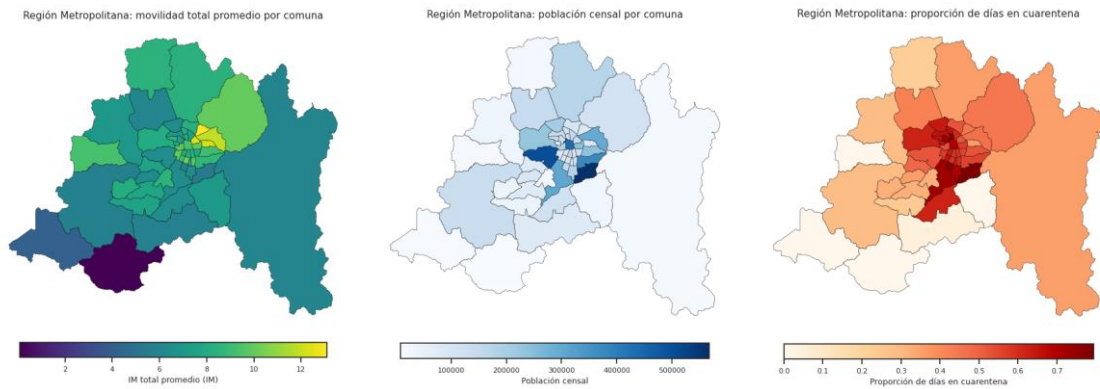 Región Metropolitana: movilidad total promedio por comuna
Región Metropolitana: población censal por comuna
Región Metropolitana: proporción de días en cuarentena
2 4 6 8 10 12
IM total promedio (IM)
100000 200000 300000 400000 500000
Población censal
0.0 0.1 0.2 0.3 0.4 0.5 0.6 0.7
Proporción de días en cuarentena